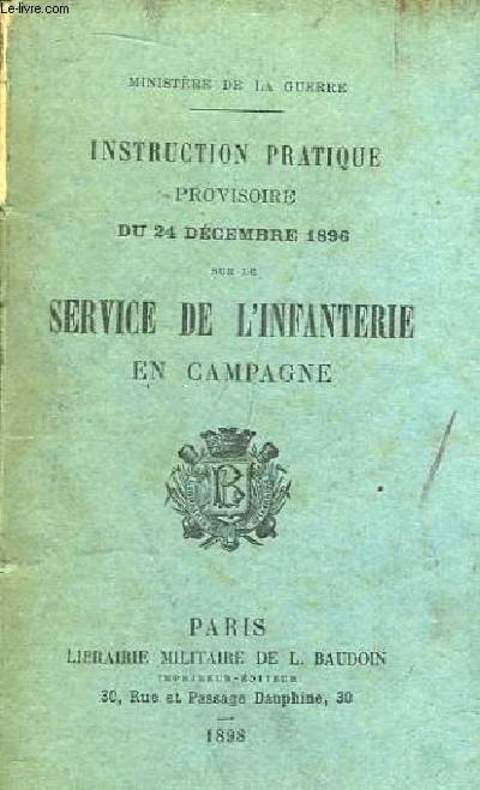 Le-livre.com
MINISTÈRE DE LA GUERRE
INSTRUCTION PRATIQUE
PROVISOIRE
DU 24 DÉCEMBRE 1896
SUR LE
SERVICE DE L'INFANTERIE
EN CAMPAGNE
LB
PARIS
LIBRAIRIE MILITAIRE DE L. BAUDOIN
IMPRIMEUR-ÉDITEUR
30, Rue et Passage Dauphine, 30
1898